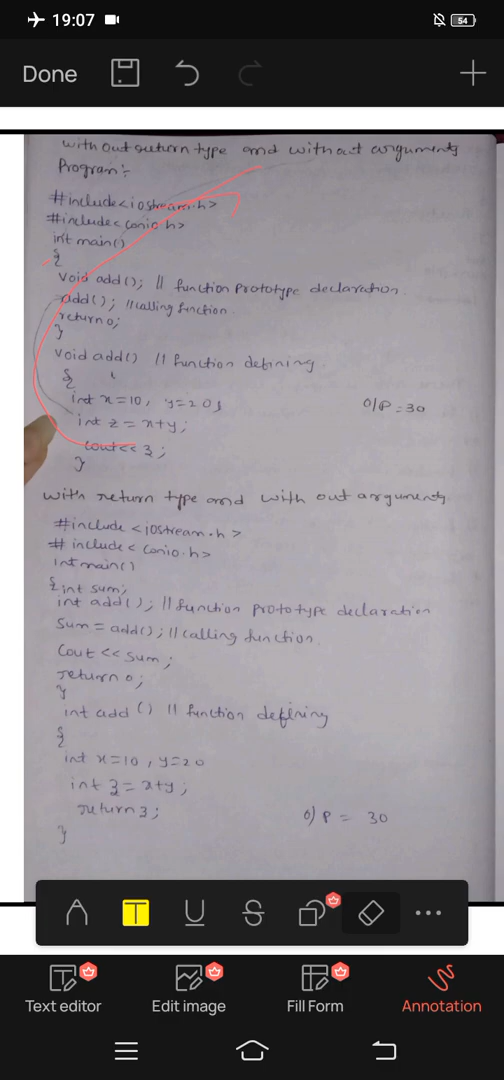 19:07
54
Done
with out return type and without arguments
Program:-
#include<iostream.h>
#include<conio.h>
int main()
{
void add(); // function prototype declaration.
add(); // calling function.
return 0;
}
void add() // function defining.
{
int x=10, y=20;
int z = x+y;
O/P = 30
cout<< z;
}
with return type and with out arguments
#include <iostream.h>
# include < conio.h>
int main()
{ int sum;
int add(); // function prototype declaration
Sum = add(); // calling function.
Cout << sum;
return 0;
}
int add () // function defining
{
int x=10, y=20
int z = x+y;
return z;
O/P = 30
}
T
U
S
Text editor
Edit image
Fill Form
Annotation